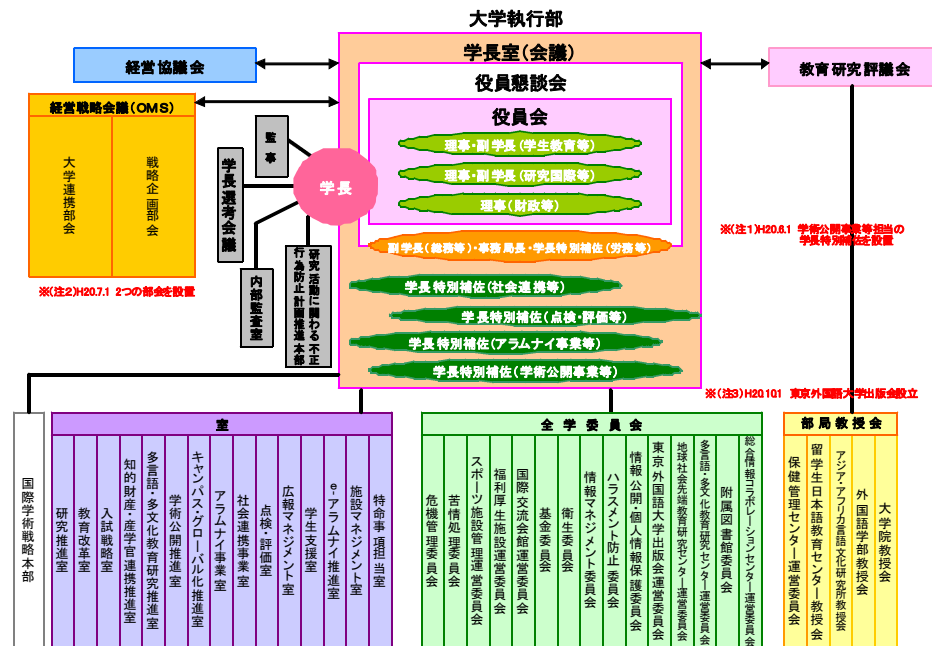 大学執行部
学長室(会議)
経営協議会
教育研究評議会
役員懇談会
役員会
経営戦略会議(OMS)
大学連携部会
戦略企画部会
※(注2)H20.7.1 2つの部会を設置
監事
学長選考会議
学長
内部監査室
研究活動に関わる不正
行為防止計画推進本部
理事・副学長(学生教育等)
理事・副学長(研究国際等)
理事(財政等)
副学長(総務等)・事務局長・学長特別補佐(労務等)
学長特別補佐(社会連携等)
学長特別補佐(点検・評価等)
学長特別補佐(アラムナイ事業等)
学長特別補佐(学術公開事業等)
※(注1)H20.6.1 学術公開事業等担当の
学長特別補佐を設置
※(注3)H20.10.1 東京外国語大学出版会設立
国際学術戦略本部
室
研究推進室
教育改革室
入試戦略室
知的財産・産学官連携推進室
多言語・多文化教育研究推進室
学術公開推進室
キャンパス・グローバル化推進室
アラムナイ事業室
社会連携事業室
点検・評価室
広報マネジメント室
学生支援室
e-アラムナイ推進室
施設マネジメント室
特命事項担当室
全学委員会
危機管理委員会
苦情処理委員会
スポーツ施設管理運営委員会
福利厚生施設運営委員会
国際交流会館運営委員会
基金委員会
衛生委員会
情報マネジメント委員会
ハラスメント防止委員会
情報公開・個人情報保護委員会
東京外国語大学出版会運営委員会
地球社会先端教育研究センター運営委員会
多言語・多文化教育研究センター運営委員会
附属図書館委員会
総合情報コラボレーションセンター運営委員会
部局教授会
保健管理センター運営委員会
留学生日本語教育センター教授会
アジア・アフリカ言語文化研究所教授会
外国語学部教授会
大学院教授会